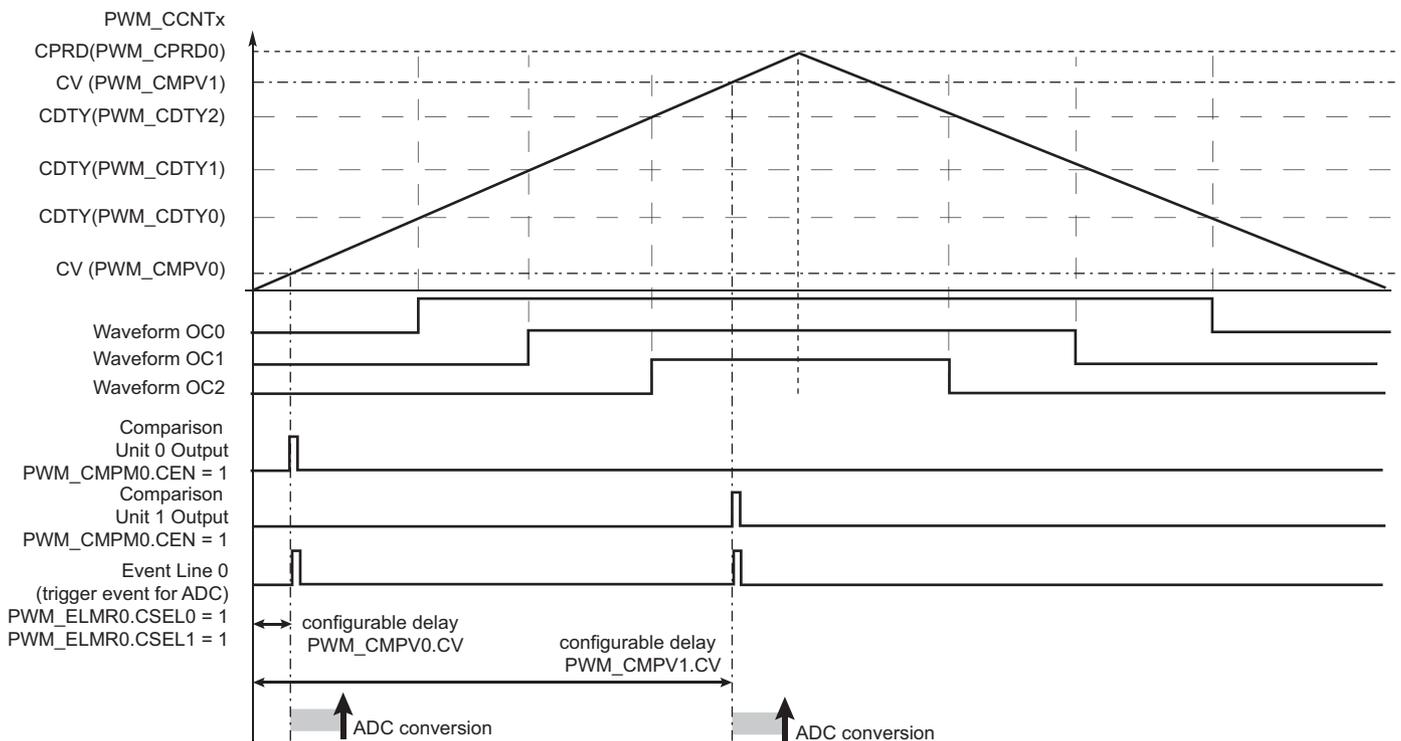 PWM_CCNTx
CPRD(PWM_CPRD0)
CV (PWM_CMPV1)
CDTY(PWM_CDTY2)
CDTY(PWM_CDTY1)
CDTY(PWM_CDTY0)
CV (PWM_CMPV0)
Waveform OC0
Waveform OC1
Waveform OC2
Comparison
Unit 0 Output
PWM_CMPM0.CEN = 1
Comparison
Unit 1 Output
PWM_CMPM0.CEN = 1
Event Line 0
(trigger event for ADC)
PWM_ELMR0.CSEL0 = 1
PWM_ELMR0.CSEL1 = 1
configurable delay
PWM_CMPV0.CV
configurable delay
PWM_CMPV1.CV
ADC conversion
ADC conversion